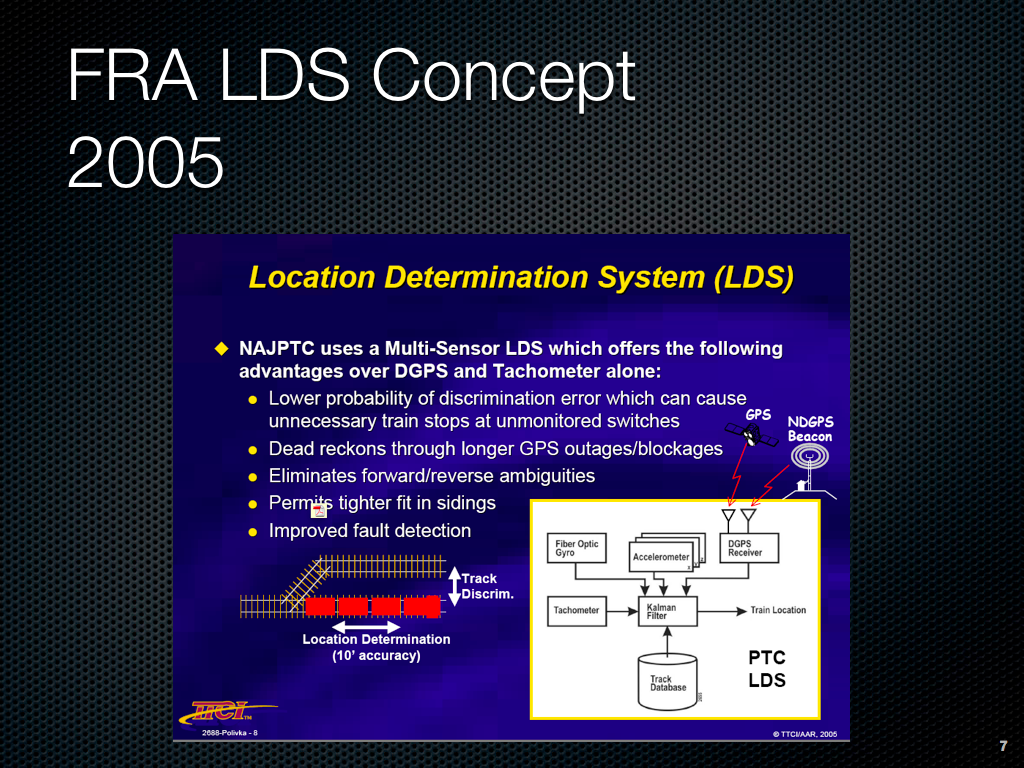 FRA LDS Concept
2005
Location Determination System (LDS)
NAJPTC uses a Multi-Sensor LDS which offers the following
advantages over DGPS and Tachometer alone:
Lower probability of discrimination error which can cause
unnecessary train stops at unmonitored switches
Dead reckons through longer GPS outages/blockages
Eliminates forward/reverse ambiguities
Permits tighter fit in sidings
Improved fault detection
GPS
NDGPS
Beacon
Track
Discrim.
Location Determination
(10’ accuracy)
Fiber Optic
Gyro
Accelerometer
x
Y
z
DGPS
Receiver
Tachometer
Kalman
Filter
Train Location
Track
Database
PTC
LDS
TTCI™
2688-Polivka - 8
© TTCI/AAR, 2005
7